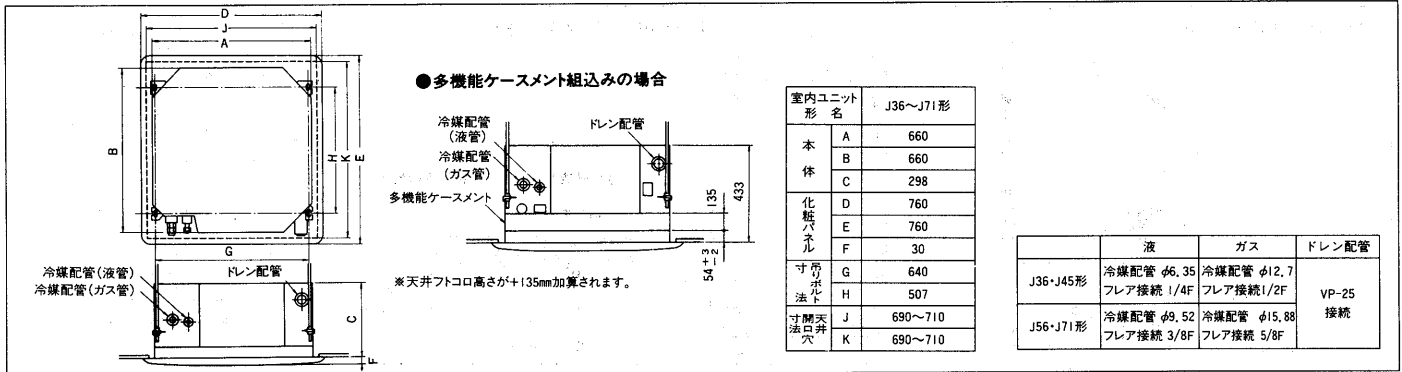 D
J
A
B
H
K
E
G
冷媒配管(液管)
冷媒配管(ガス管)
ドレン配管
C
F
●多機能ケースメント組込みの場合
冷媒配管
(液管)
冷媒配管
(ガス管)
多機能ケースメント
ドレン配管
135
433
54 +3 -2
※天井フトコロ高さが+135mm加算されます。
室内ユニット形名 J36〜J71形
本体 A 660
B 660
C 298
化粧パネル D 760
E 760
F 30
吊りボルト寸法 G 640
H 507
天井開口穴寸法 J 690〜710
K 690〜710
液 ガス ドレン配管
J36・J45形 冷媒配管 φ6.35 冷媒配管 φ12.7
フレア接続 1/4F フレア接続1/2F
VP-25
接続
J56・J71形 冷媒配管 φ9.52 冷媒配管 φ15.88
フレア接続 3/8F フレア接続 5/8F